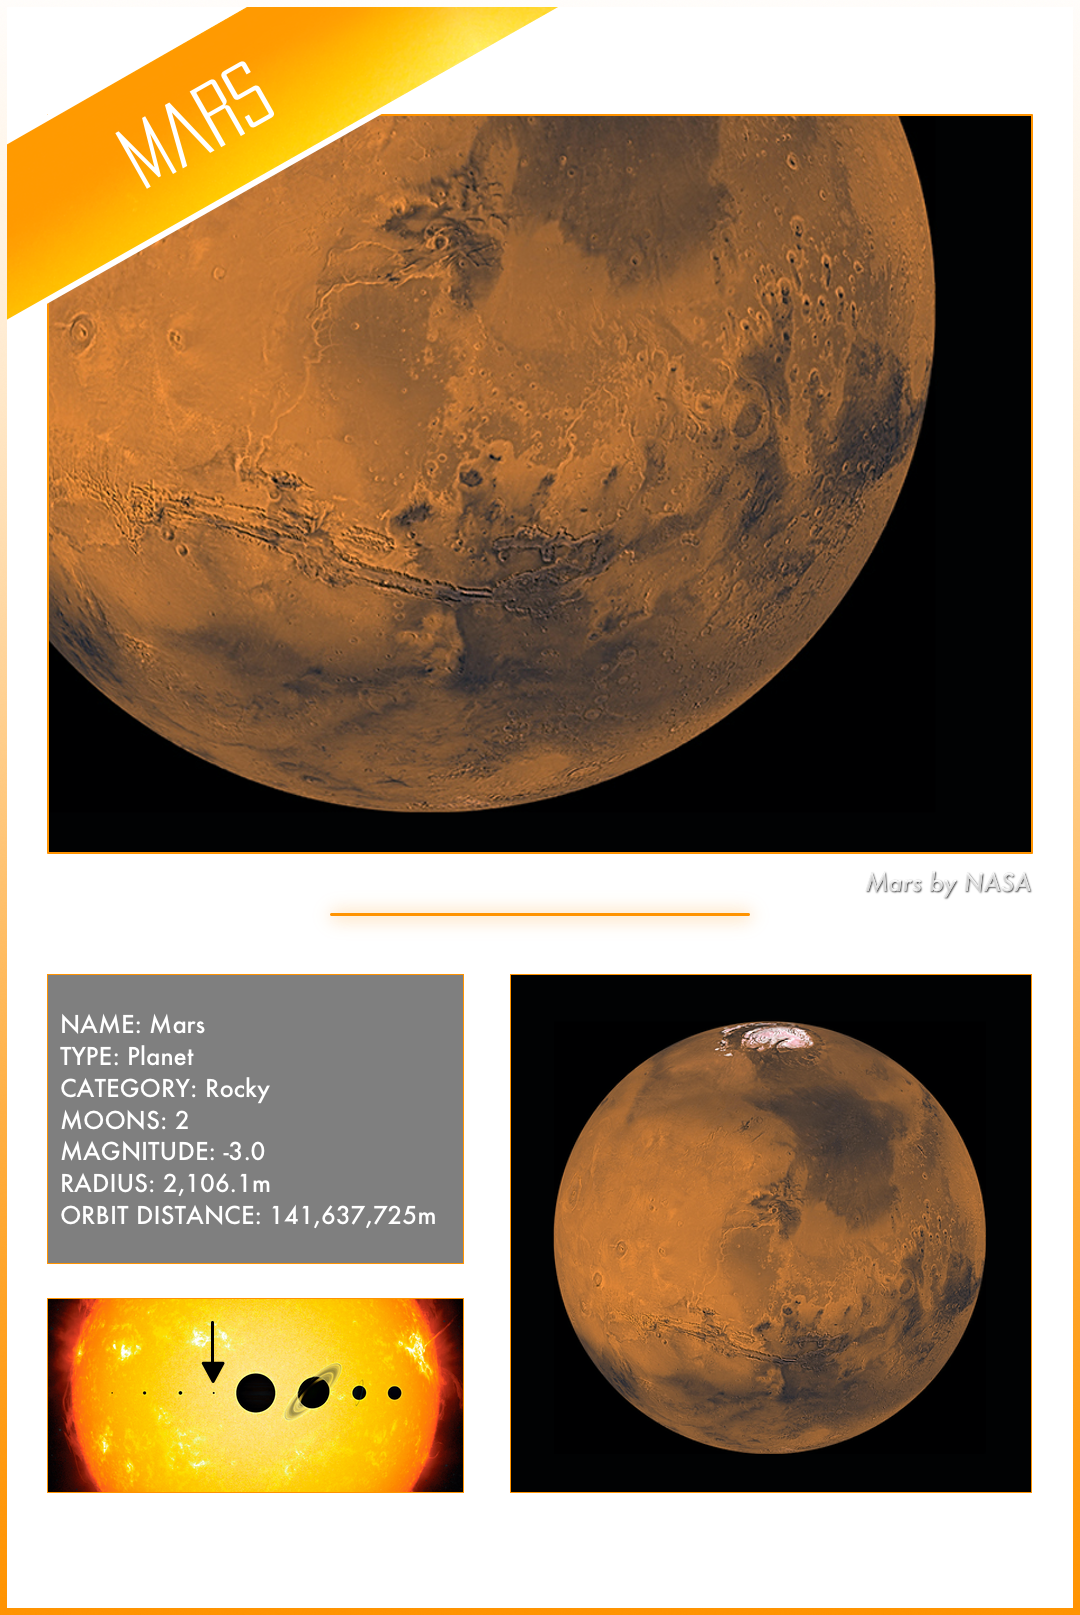 MARS
Mars by NASA
NAME: Mars
TYPE: Planet
CATEGORY: Rocky
MOONS: 2
MAGNITUDE: -3.0
RADIUS: 2,106.1m
ORBIT DISTANCE: 141,637,725m